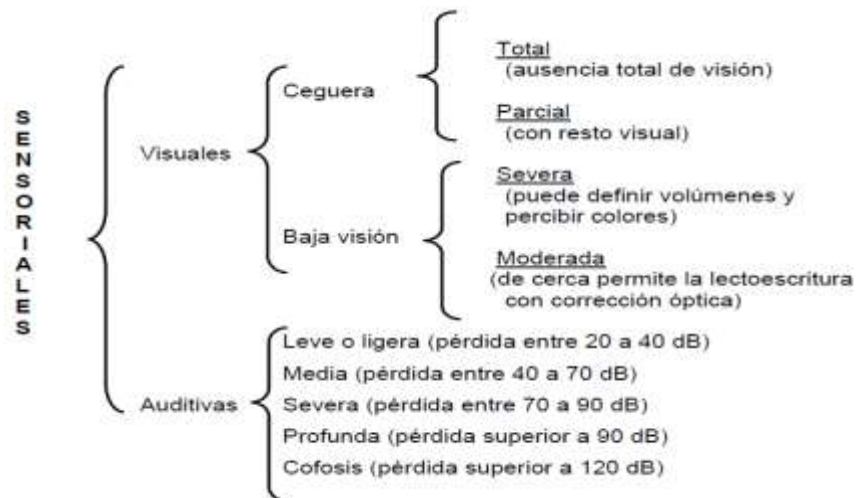 SENSORIALES
Visuales
Ceguera
Total
(ausencia total de visión)
Parcial
(con resto visual)
Baja visión
Severa
(puede definir volúmenes y
percibir colores)
Moderada
(de cerca permite la lectoescritura
con corrección óptica)
Auditivas
Leve o ligera (pérdida entre 20 a 40 dB)
Media (pérdida entre 40 a 70 dB)
Severa (pérdida entre 70 a 90 dB)
Profunda (pérdida superior a 90 dB)
Cofosis (pérdida superior a 120 dB)